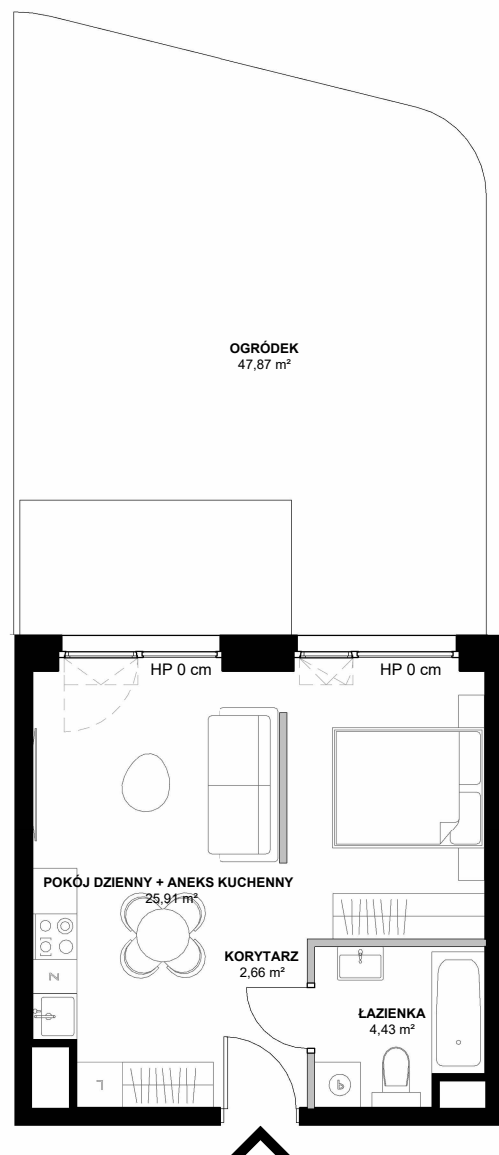 OGRÓDEK
47,87 m²
HP 0 cm
HP 0 cm
POKÓJ DZIENNY + ANEKS KUCHENNY
25,91 m²
KORYTARZ
2,66 m²
ŁAZIENKA
4,43 m²
Z
L
P